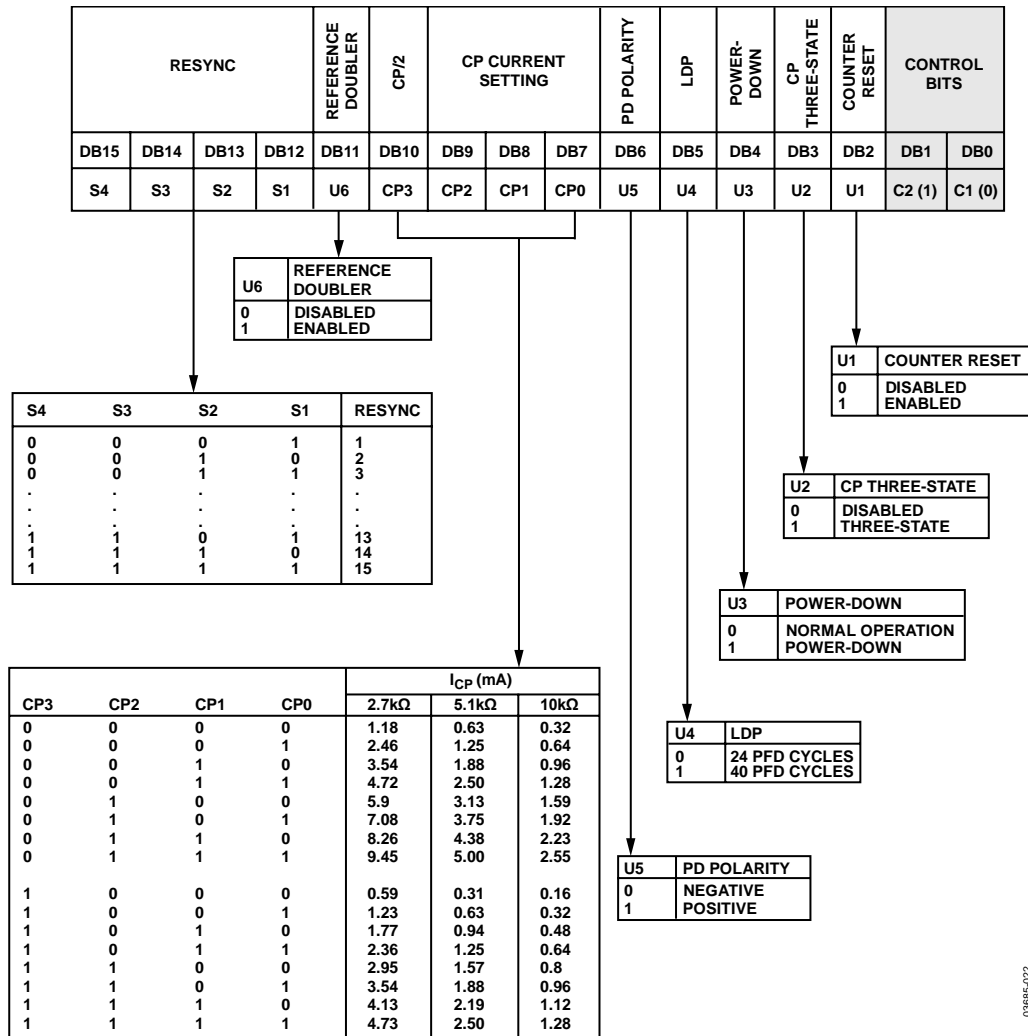 RESYNC
REFERENCE
DOUBLER
CP/2
CP CURRENT
SETTING
PD POLARITY
LDP
POWER-
DOWN
CP
THREE-STATE
COUNTER
RESET
CONTROL
BITS
DB15 DB14 DB13 DB12 DB11 DB10 DB9 DB8 DB7 DB6 DB5 DB4 DB3 DB2 DB1 DB0
S4 S3 S2 S1 U6 CP3 CP2 CP1 CP0 U5 U4 U3 U2 U1 C2 (1) C1 (0)
U6 REFERENCE
DOUBLER
0 DISABLED
1 ENABLED
U1 COUNTER RESET
0 DISABLED
1 ENABLED
S4 S3 S2 S1 RESYNC
0 0 0 1 1
0 0 1 0 2
0 0 1 1 3
. . . . .
. . . . .
. . . . .
1 1 0 1 13
1 1 1 0 14
1 1 1 1 15
U2 CP THREE-STATE
0 DISABLED
1 THREE-STATE
U3 POWER-DOWN
0 NORMAL OPERATION
1 POWER-DOWN
ICP (mA)
CP3 CP2 CP1 CP0 2.7kΩ 5.1kΩ 10kΩ
0 0 0 0 1.18 0.63 0.32
0 0 0 1 2.46 1.25 0.64
0 0 1 0 3.54 1.88 0.96
0 0 1 1 4.72 2.50 1.28
0 1 0 0 5.9 3.13 1.59
0 1 0 1 7.08 3.75 1.92
0 1 1 0 8.26 4.38 2.23
0 1 1 1 9.45 5.00 2.55
1 0 0 0 0.59 0.31 0.16
1 0 0 1 1.23 0.63 0.32
1 0 1 0 1.77 0.94 0.48
1 0 1 1 2.36 1.25 0.64
1 1 0 0 2.95 1.57 0.8
1 1 0 1 3.54 1.88 0.96
1 1 1 0 4.13 2.19 1.12
1 1 1 1 4.73 2.50 1.28
U4 LDP
0 24 PFD CYCLES
1 40 PFD CYCLES
U5 PD POLARITY
0 NEGATIVE
1 POSITIVE
03685-022